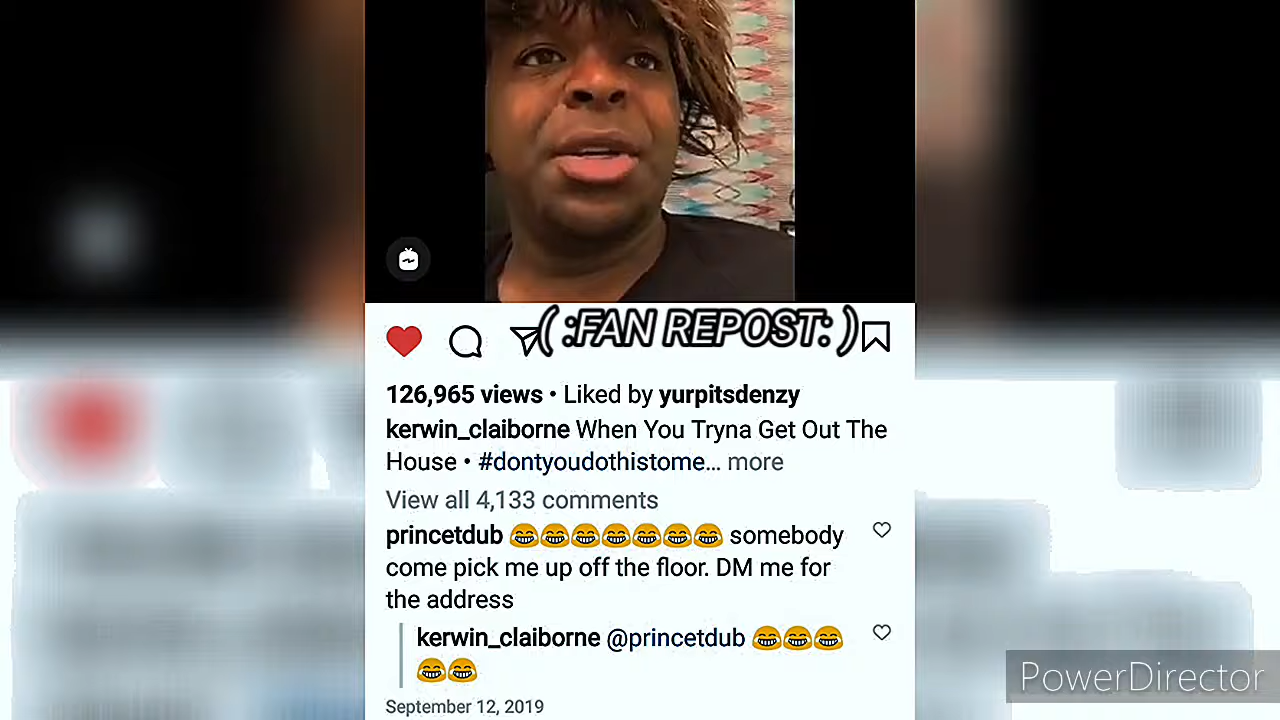 ( :FAN REPOST: )
126,965 views • Liked by yurpitsdenzy
kerwin_claiborne When You Tryna Get Out The
House • #dontyoudothistome… more
View all 4,133 comments
princetdub 😂😂😂😂😂😂😂 somebody
come pick me up off the floor. DM me for
the address
kerwin_claiborne @princetdub 😂😂😂
😂😂
September 12, 2019
PowerDirector